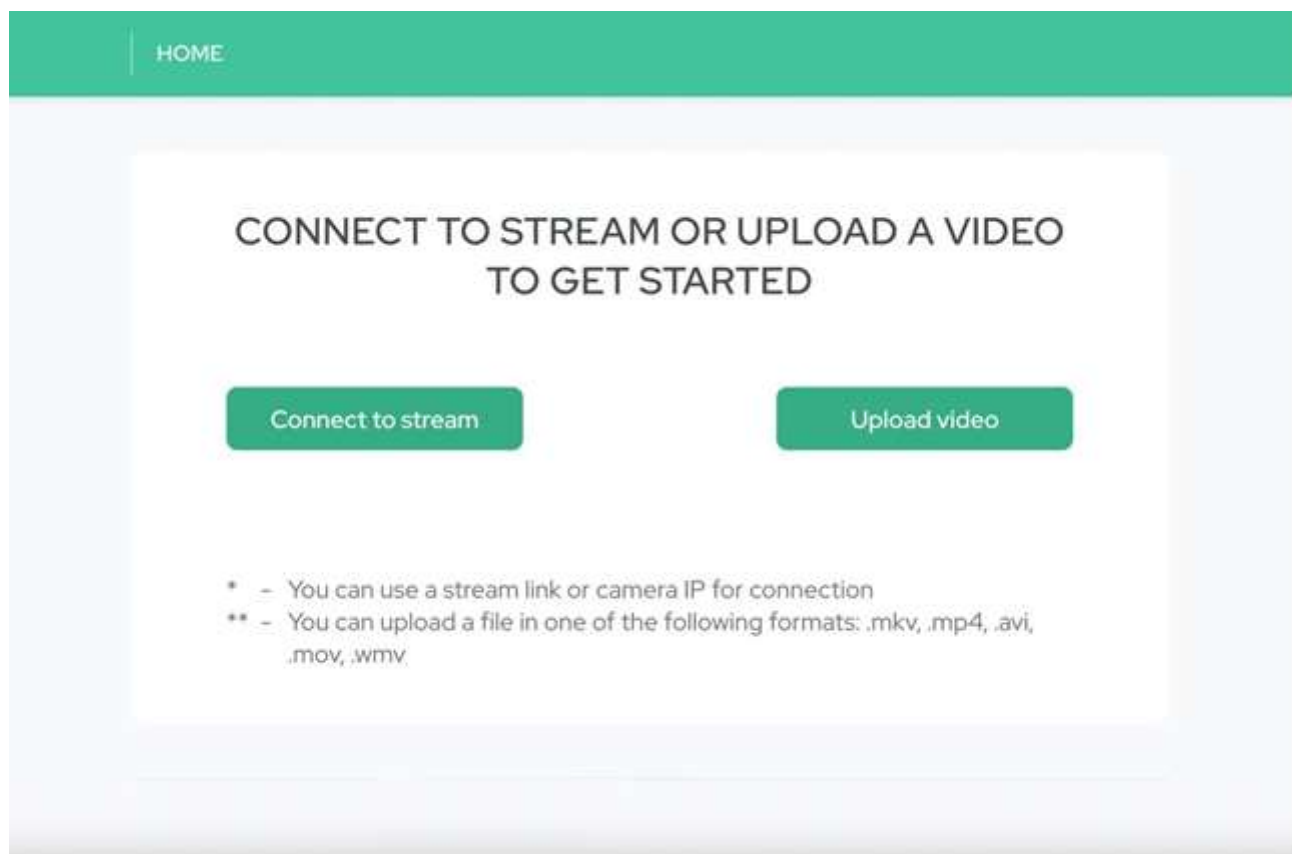 HOME
CONNECT TO STREAM OR UPLOAD A VIDEO
TO GET STARTED
Connect to stream
Upload video
* - You can use a stream link or camera IP for connection
** - You can upload a file in one of the following formats: .mkv, .mp4, .avi,
.mov, .wmv